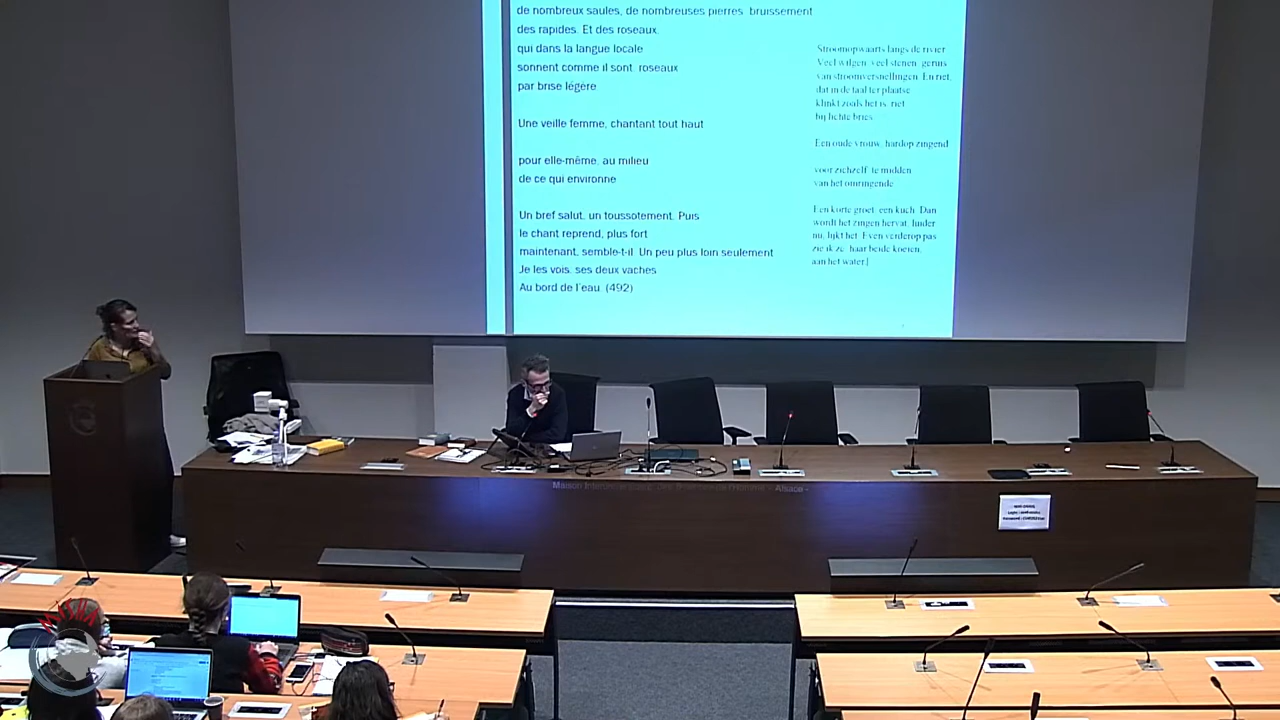 de nombreux saules, de nombreuses pierres bruissement
des rapides. Et des roseaux,
qui dans la langue locale
sonnent comme il sont. roseaux
par brise légère
Une veille femme, chantant tout haut
pour elle-même, au milieu
de ce qui environne
Un bref salut, un toussotement. Puis
le chant reprend, plus fort
maintenant, semble-t-il. Un peu plus loin seulement
Je les vois, ses deux vaches
Au bord de l'eau. (492)
Stroomopwaarts langs de rivier
Veel wilgen, veel stenen, geruis
van stroomversnellingen. En riet,
dat in de taal ter plaatse
klinkt zoals het is, riet
bij lichte bries.
Een oude vrouw, hardop zingend
voor zichzelf, te midden
van het omringende
Een korte groet, een kuch. Dan
wordt het zingen hervat, luider
nu, lijkt het. Even verderop pas
zie ik ze, haar beide koeien,
aan het water.
Maison Alsace -
MISHA